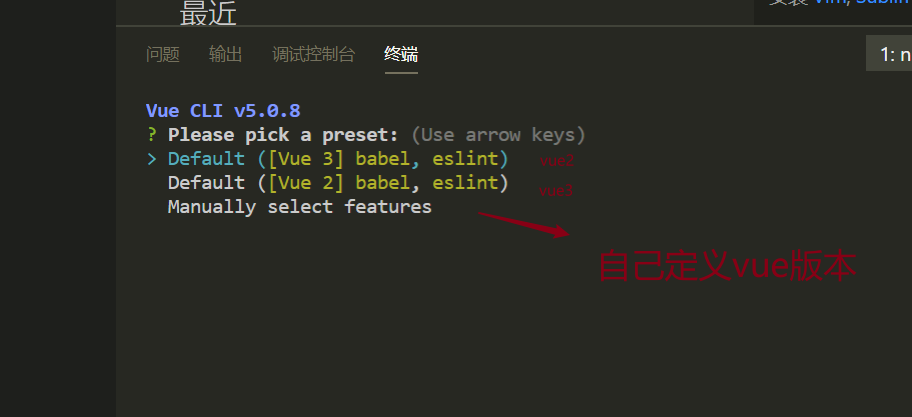 最近
安装 Vim, Sublim
问题 输出 调试控制台 终端
1: n
Vue CLI v5.0.8
? Please pick a preset: (Use arrow keys)
> Default ([Vue 3] babel, eslint) vue2
Default ([Vue 2] babel, eslint) vue3
Manually select features
自己定义vue版本